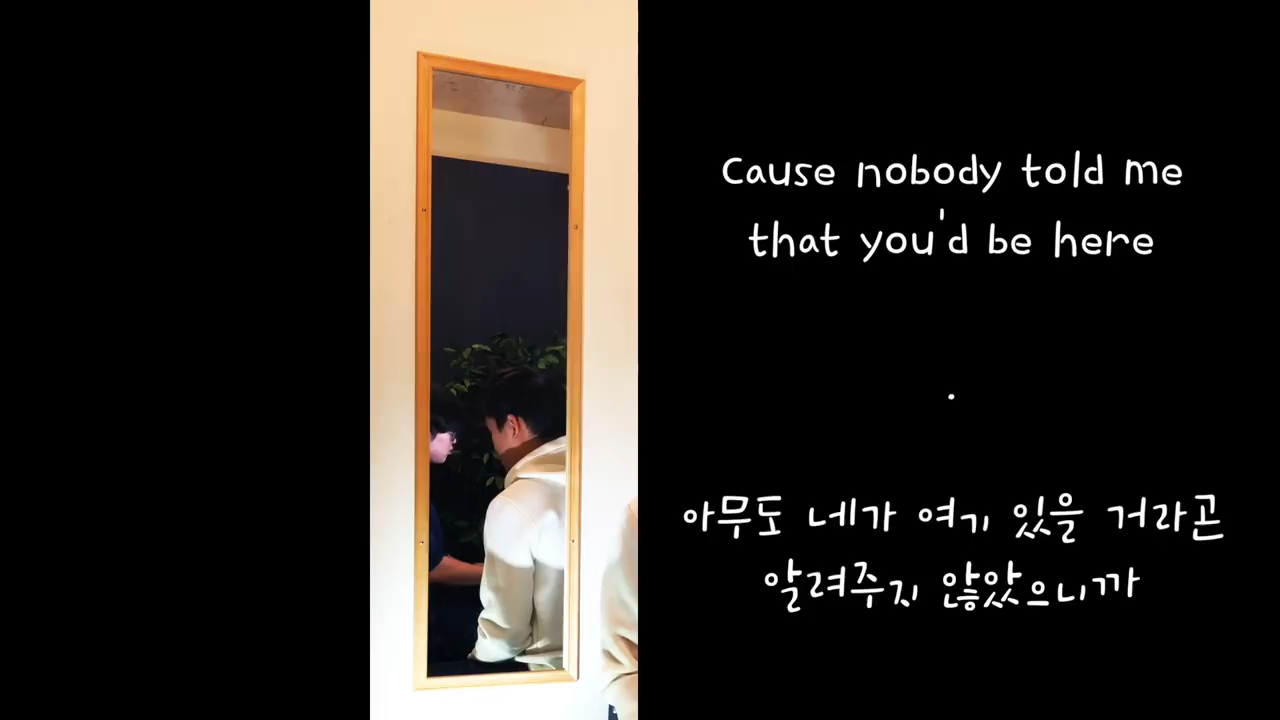 Cause nobody told me
that you'd be here
.
아무도 네가 여기 있을 거라곤
알려주지 않았으니까